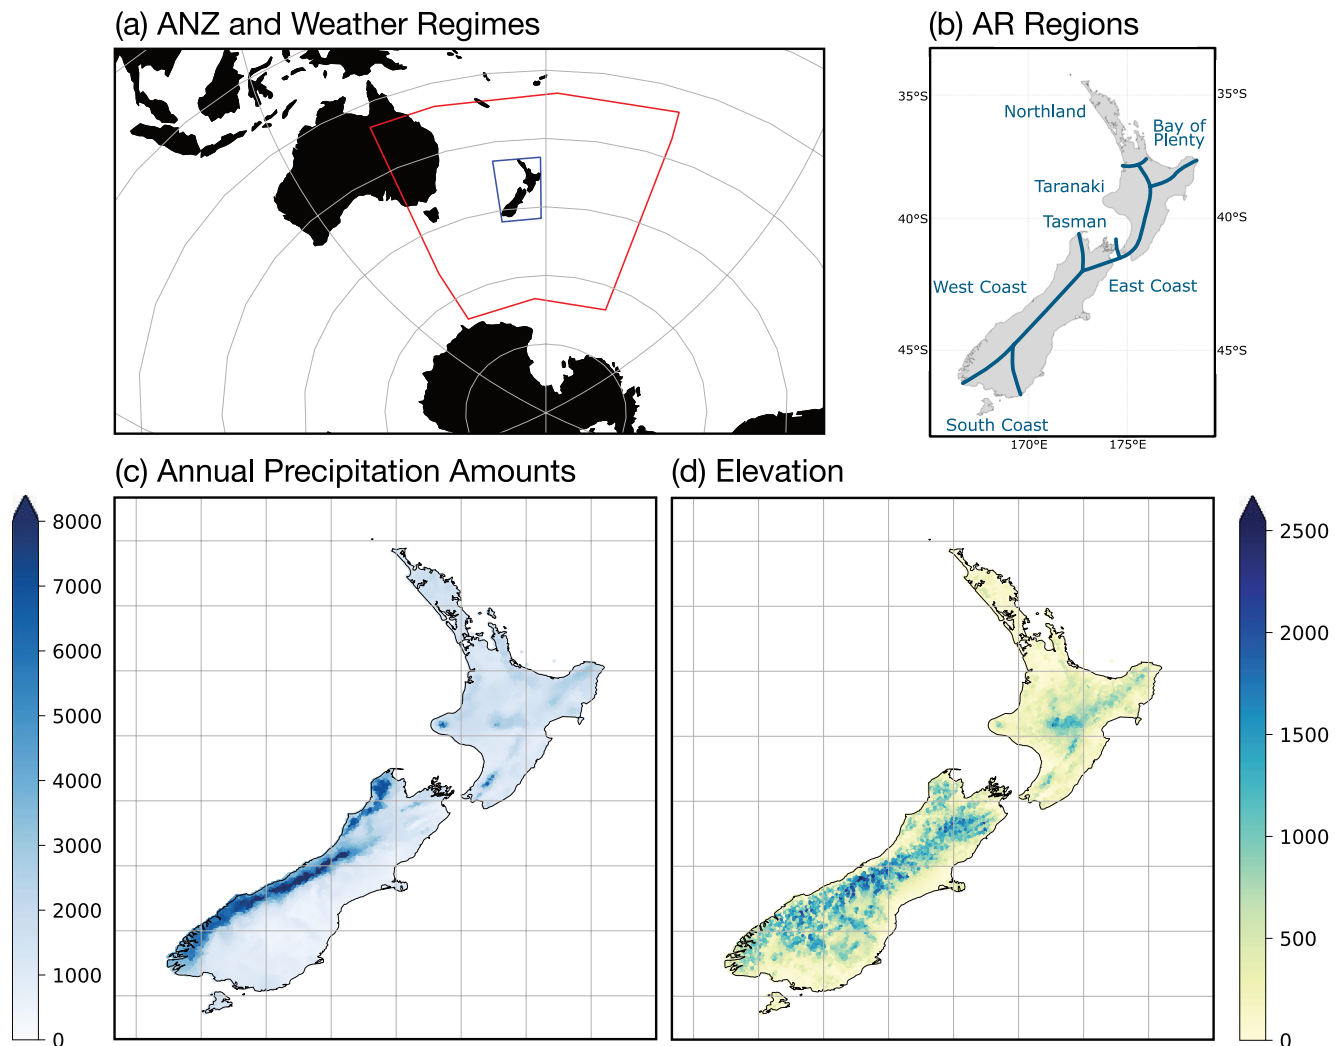 (a) ANZ and Weather Regimes
(b) AR Regions
35°S
35°S
Northland
Bay of
Plenty
Taranaki
40°S
40°S
Tasman
West Coast
East Coast
45°S
45°S
South Coast
170°E
175°E
(c) Annual Precipitation Amounts
(d) Elevation
8000
7000
6000
5000
4000
3000
2000
1000
0
2500
2000
1500
1000
500
0